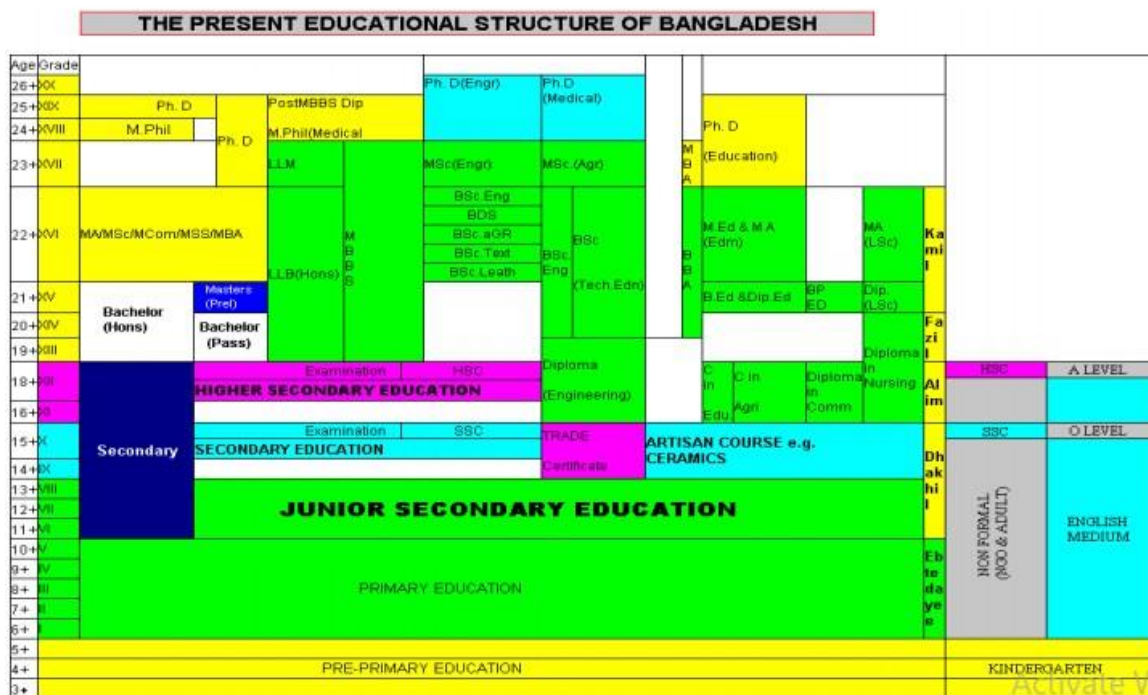 THE PRESENT EDUCATIONAL STRUCTURE OF BANGLADESH
Age Grade
26+ XX Ph. D(Engr) Ph.D (Medical)
25+ XIX Ph. D PostMBBS Dip
24+ XVIII M.Phil Ph. D M.Phil(Medical Ph. D (Education)
23+ XVII LLM MSc(Engr) MSc.(Agr) MBA
22+ XVI MA/MSc/MCom/MSS/MBA LLB(Hons) MBBS
BSc.Eng
BDS
BSc.aGR
BSc.Text
BSc.Leath
BSc. Eng
BSc (Tech.Edn)
BBA
M.Ed & M A (Edm)
MA (LSc)
Kamil
21+ XV Bachelor (Hons) Masters (Prel) B.Ed &Dip.Ed BP ED Dip. (LSc)
20+ XIV Bachelor (Pass) Fazil
19+ XIII Diploma (Engineering) Diploma in Nursing
18+ XII Examination HSC HSC A LEVEL
HIGHER SECONDARY EDUCATION
C in Edu
C in Agri
Diploma in Comm
Alim
16+ XI
15+ X Secondary Examination SSC SSC O LEVEL
SECONDARY EDUCATION
TRADE Certificate
ARTISAN COURSE e.g.
CERAMICS
Dhakhil
14+ IX
13+ VIII
12+ VII JUNIOR SECONDARY EDUCATION
11+ VI
NON FORMAL
(NGO & ADULT)
ENGLISH
MEDIUM
10+ V
9+ IV
8+ III PRIMARY EDUCATION Ebtedayee
7+ II
6+ I
5+
4+ PRE-PRIMARY EDUCATION KINDERGARTEN
3+
Activate